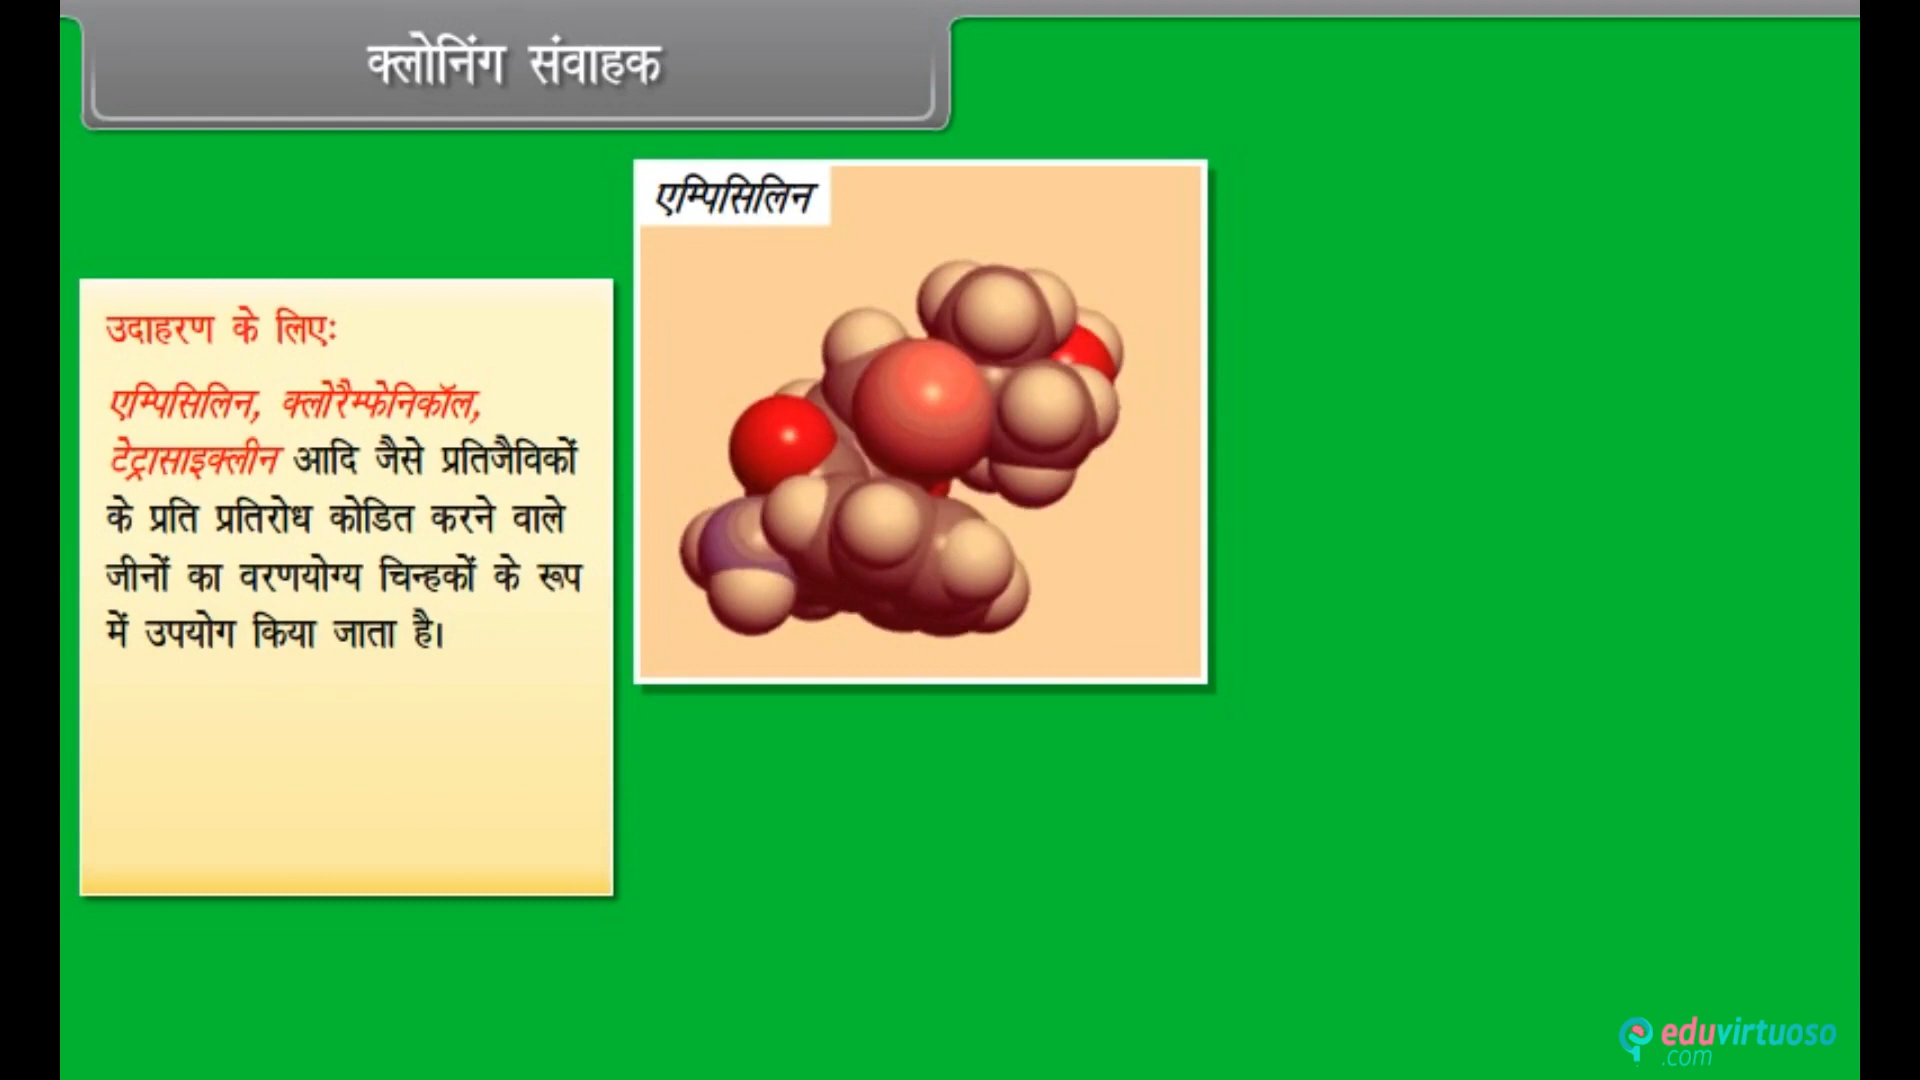 क्लोनिंग संवाहक
एम्पिसिलिन
उदाहरण के लिए:
एम्पिसिलिन, क्लोरैम्फेनिकॉल,
टेट्रासाइक्लीन आदि जैसे प्रतिजैविकों
के प्रति प्रतिरोध कोडित करने वाले
जीनों का वरणयोग्य चिन्हकों के रूप
में उपयोग किया जाता है।
eduvirtuoso
.com